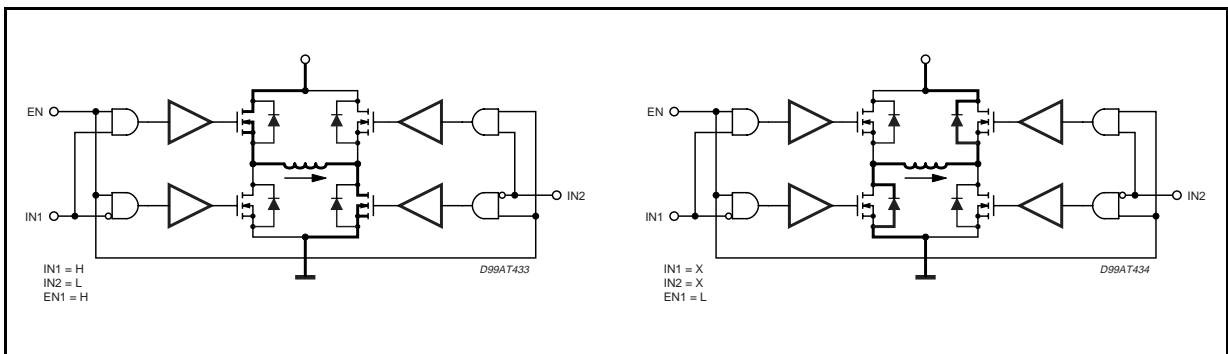 EN
IN1
IN2
IN1 = H
IN2 = L
EN1 = H
D99AT433
EN
IN1
IN2
IN1 = X
IN2 = X
EN1 = L
D99AT434